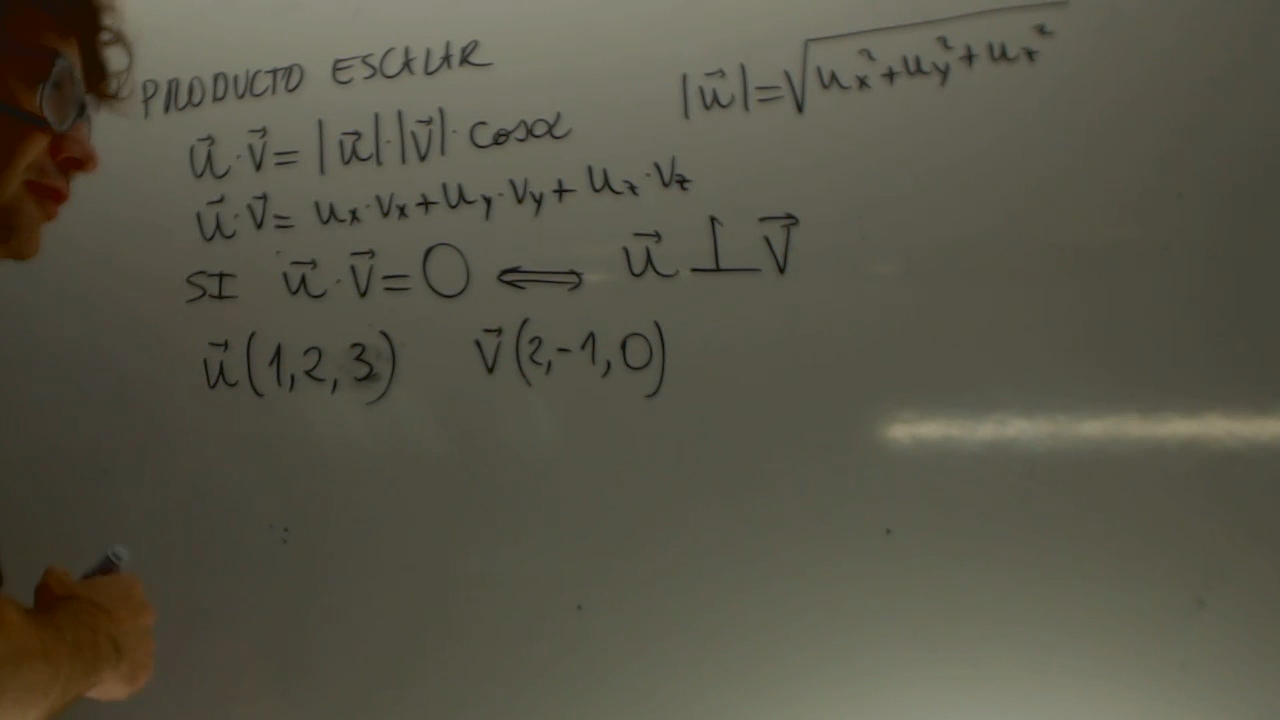 PRODUCTO ESCALAR
|u⃗|=√(uₓ²+u_y²+u_z²)
u⃗·v⃗=|u⃗|·|v⃗|·cosα
u⃗·v⃗=uₓ·vₓ+u_y·v_y+u_z·v_z
SI u⃗·v⃗=0 ⟺ u⃗⊥v⃗
u⃗(1,2,3) v⃗(2,-1,0)